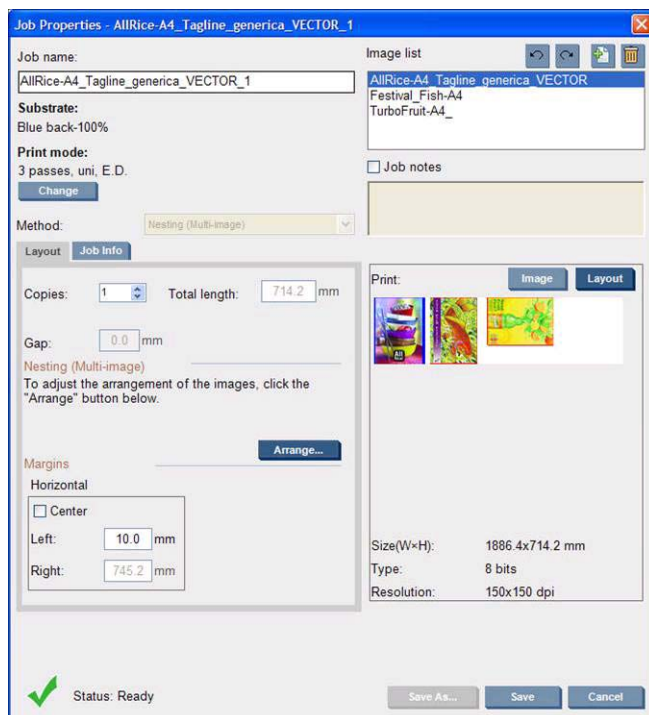 Job Properties - AllRice-A4_Tagline_generica_VECTOR_1
Job name:
AllRice-A4_Tagline_generica_VECTOR_1
Substrate:
Blue back-100%
Print mode:
3 passes, uni, E.D.
Change
Image list
AllRice-A4_Tagline_generica_VECTOR
Festival_Fish-A4
TurboFruit-A4_
Job notes
Method:
Nesting (Multi-image)
Layout
Job Info
Copies:
1
Total length:
714.2 mm
Gap:
0.0 mm
Nesting (Multi-image)
To adjust the arrangement of the images, click the
"Arrange" button below.
Arrange...
Margins
Horizontal
Center
Left:
10.0 mm
Right:
745.2 mm
Print:
Image
Layout
All
Size(W×H):
1886.4x714.2 mm
Type:
8 bits
Resolution:
150x150 dpi
Status: Ready
Save As...
Save
Cancel